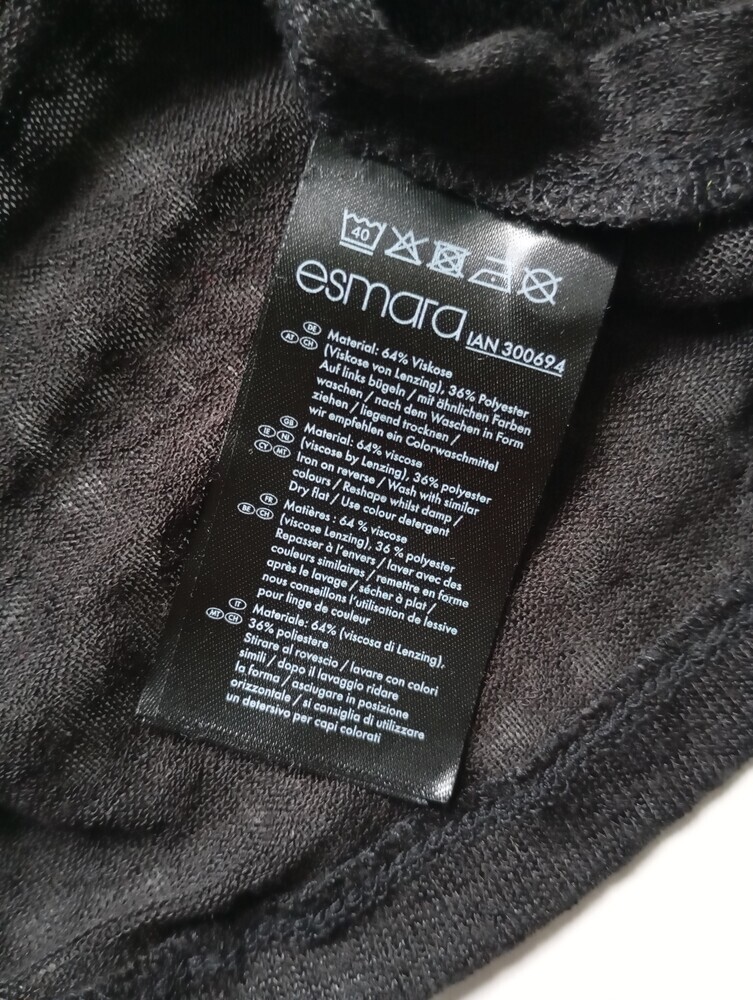 40
esmara
IAN 300694
DE
AT CH
Material: 64% Viskose
(Viskose von Lenzing), 36% Polyester
Auf links bügeln / mit ähnlichen Farben
waschen / nach dem Waschen in Form
ziehen / liegend trocknen /
wir empfehlen ein Colorwaschmittel
GB
IE NI
CY MT
Material: 64% viscose
(viscose by Lenzing), 36% polyester
Iron on reverse / Wash with similar
colours / Reshape whilst damp /
Dry flat / Use colour detergent
FR
BE CH
Matières : 64 % viscose
(viscose Lenzing), 36 % polyester
Repasser à l'envers / laver avec des
couleurs similaires / remettre en forme
après le lavage / sécher à plat /
nous conseillons l'utilisation de lessive
pour linge de couleur
IT
MT CH
Materiale: 64% (viscosa di Lenzing),
36% poliestere
Stirare al rovescio / lavare con colori
simili / dopo il lavaggio ridare
la forma / asciugare in posizione
orizzontale / si consiglia di utilizzare
un detersivo per capi colorati